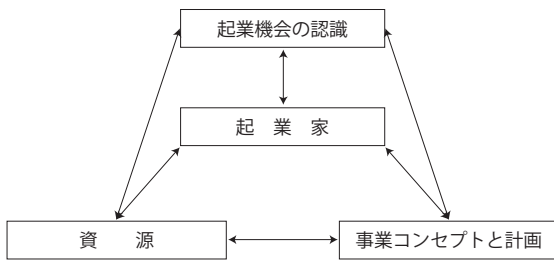 起業機会の認識
起　業　家
資　　源
事業コンセプトと計画